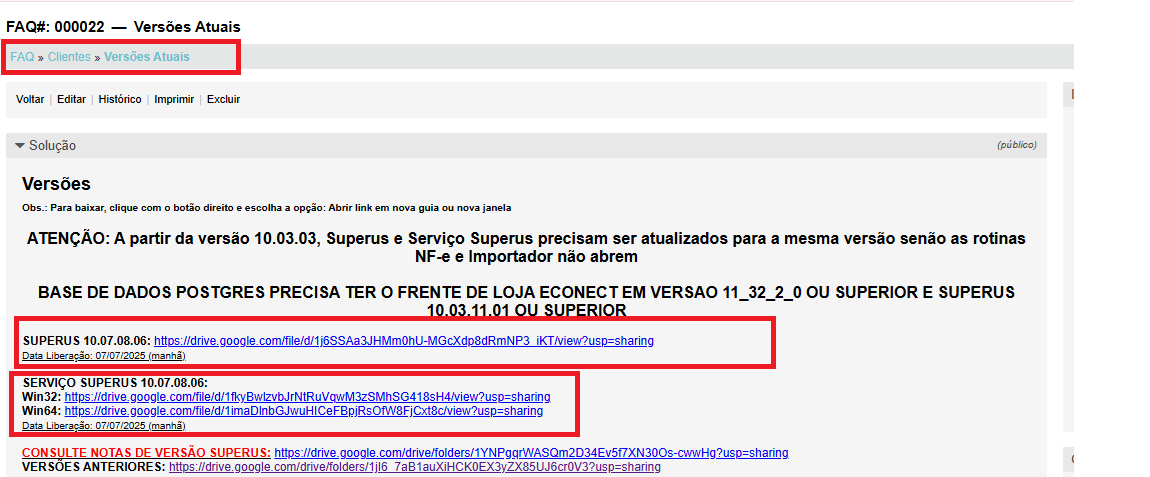 FAQ#: 000022 — Versões Atuais
FAQ » Clientes » Versões Atuais
Voltar | Editar | Histórico | Imprimir | Excluir
Solução
(público)
Versões
Obs.: Para baixar, clique com o botão direito e escolha a opção: Abrir link em nova guia ou nova janela
ATENÇÃO: A partir da versão 10.03.03, Superus e Serviço Superus precisam ser atualizados para a mesma versão senão as rotinas
NF-e e Importador não abrem
BASE DE DADOS POSTGRES PRECISA TER O FRENTE DE LOJA ECONECT EM VERSAO 11_32_2_0 OU SUPERIOR E SUPERUS
10.03.11.01 OU SUPERIOR
SUPERUS 10.07.08.06: https://drive.google.com/file/d/1j6SSAa3JHMm0hU-MGcXdp8dRmNP3_iKT/view?usp=sharing
Data Liberação: 07/07/2025 (manhã)
SERVIÇO SUPERUS 10.07.08.06:
Win32: https://drive.google.com/file/d/1fkyBwlzvbJrNtRuVqwM3zSMhSG418sH4/view?usp=sharing
Win64: https://drive.google.com/file/d/1imaDlnbGJwuHICeFBpjRsOfW8FjCxt8c/view?usp=sharing
Data Liberação: 07/07/2025 (manhã)
CONSULTE NOTAS DE VERSÃO SUPERUS: https://drive.google.com/drive/folders/1YNPgqrWASQm2D34Ev5f7XN30Os-cwwHg?usp=sharing
VERSÕES ANTERIORES: https://drive.google.com/drive/folders/1jI6_7aB1auXiHCK0EX3yZX85UJ6cr0V3?usp=sharing